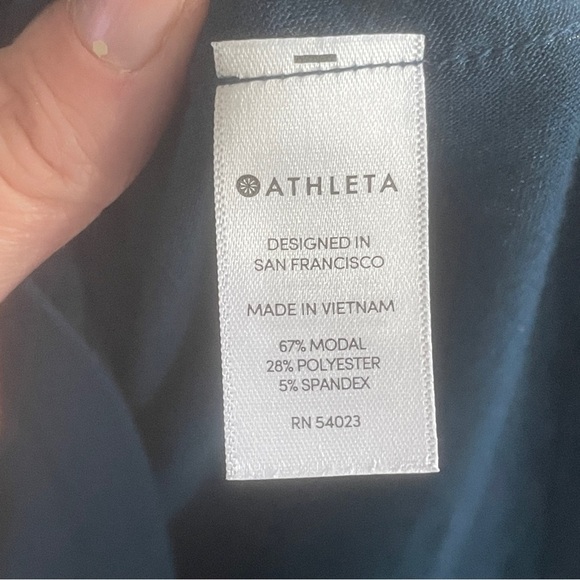 ATHLETA
DESIGNED IN
SAN FRANCISCO
MADE IN VIETNAM
67% MODAL
28% POLYESTER
5% SPANDEX
RN 54023